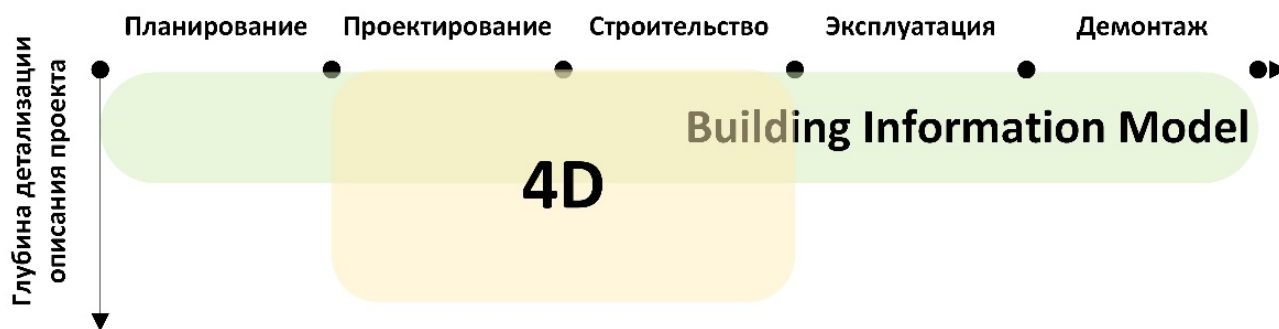 Планирование
Проектирование
Строительство
Эксплуатация
Демонтаж
Глубина детализации
описания проекта
Building Information Model
4D